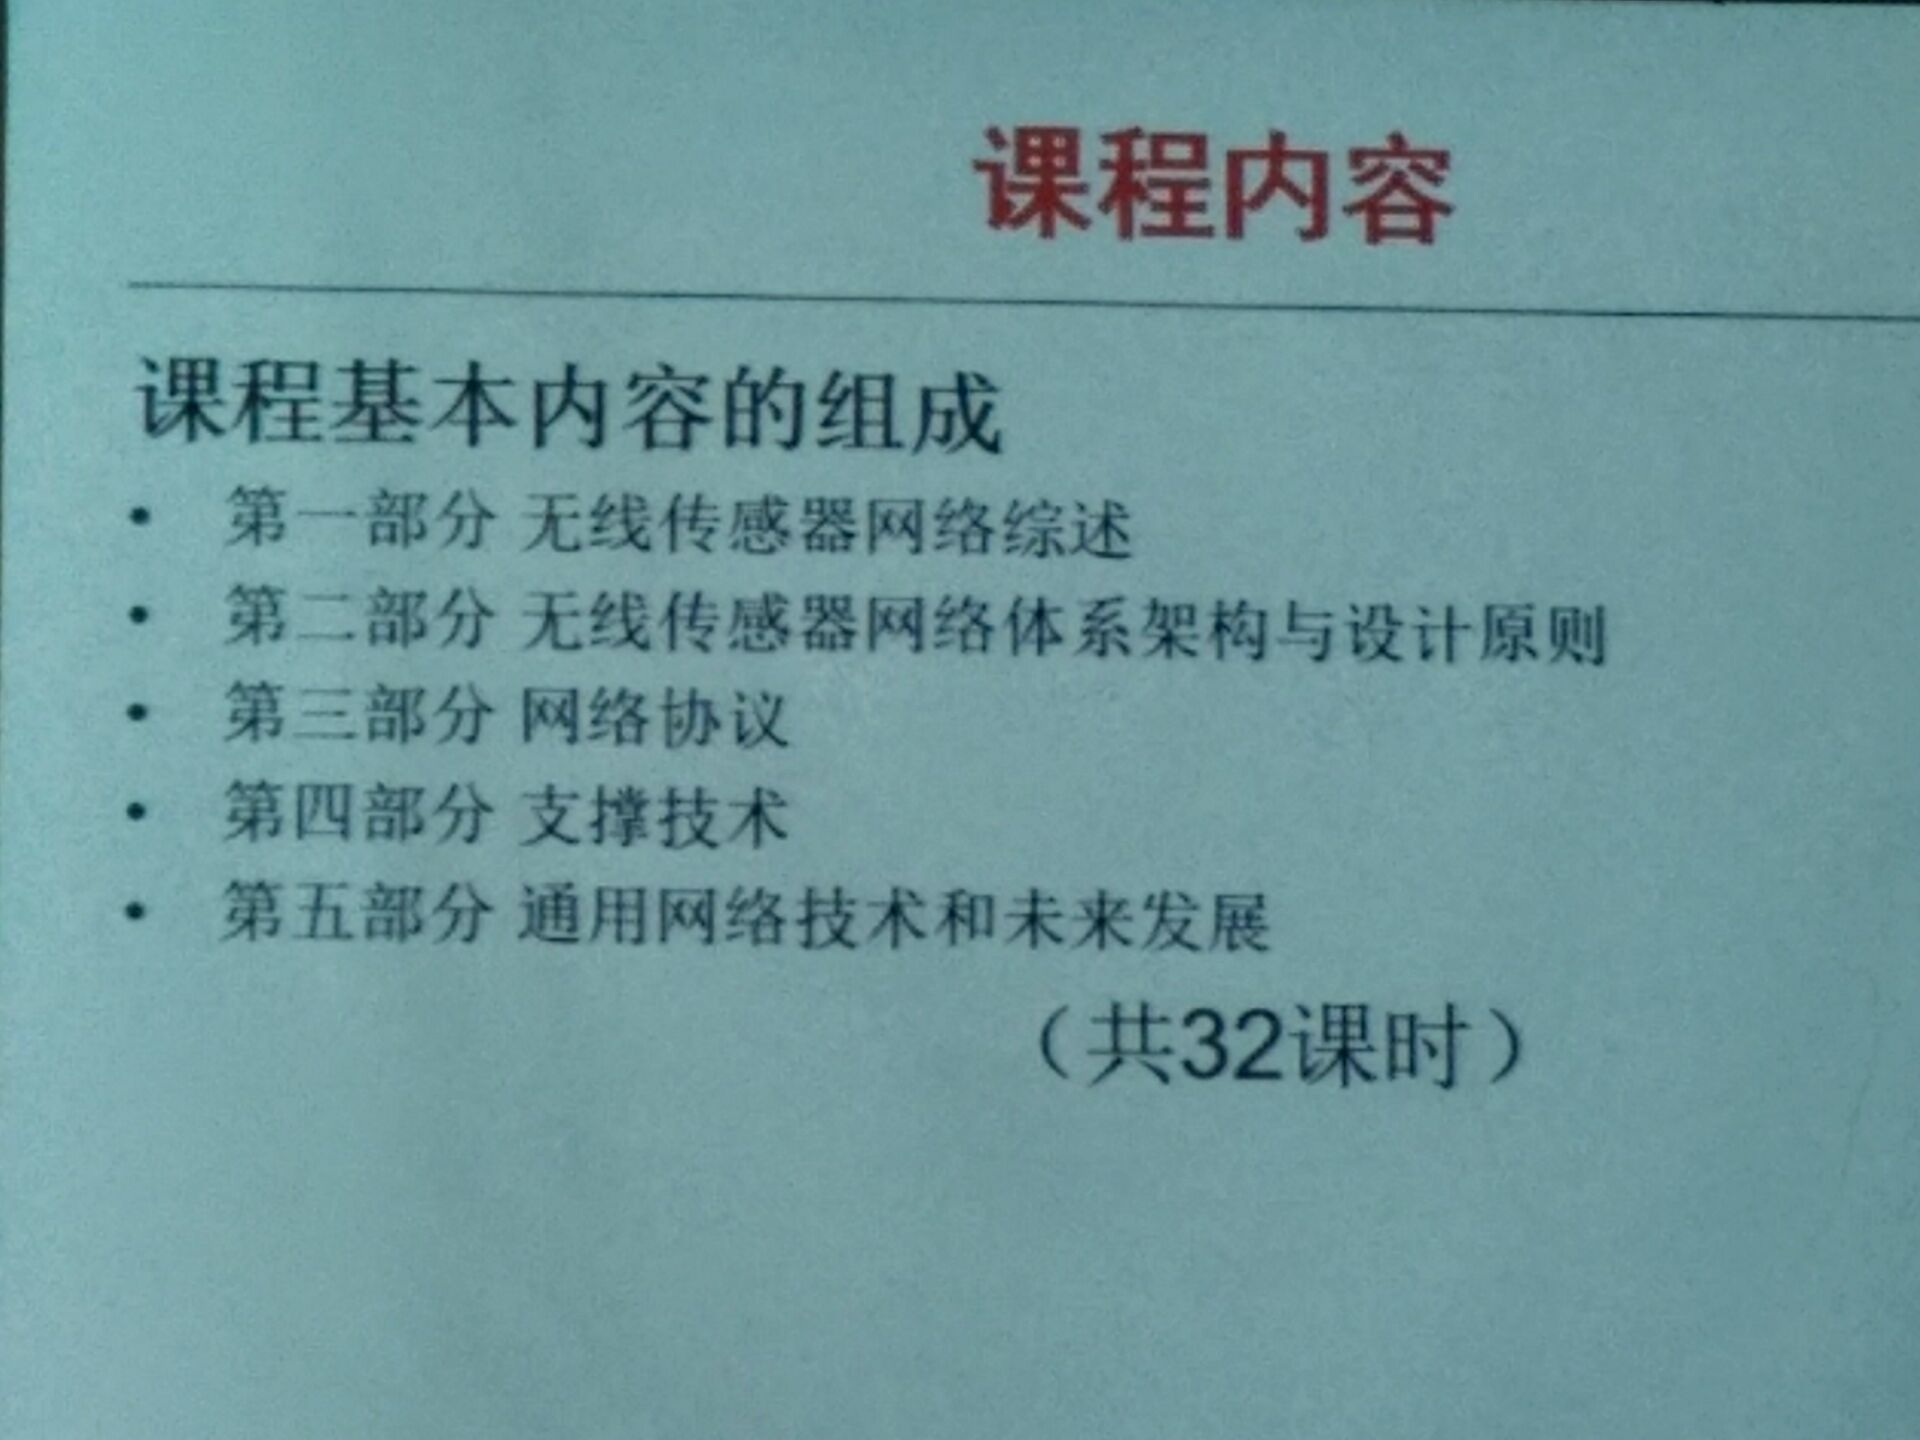 课程内容
课程基本内容的组成
• 第一部分 无线传感器网络综述
• 第二部分 无线传感器网络体系架构与设计原则
• 第三部分 网络协议
• 第四部分 支撑技术
• 第五部分 通用网络技术和未来发展
（共32课时）